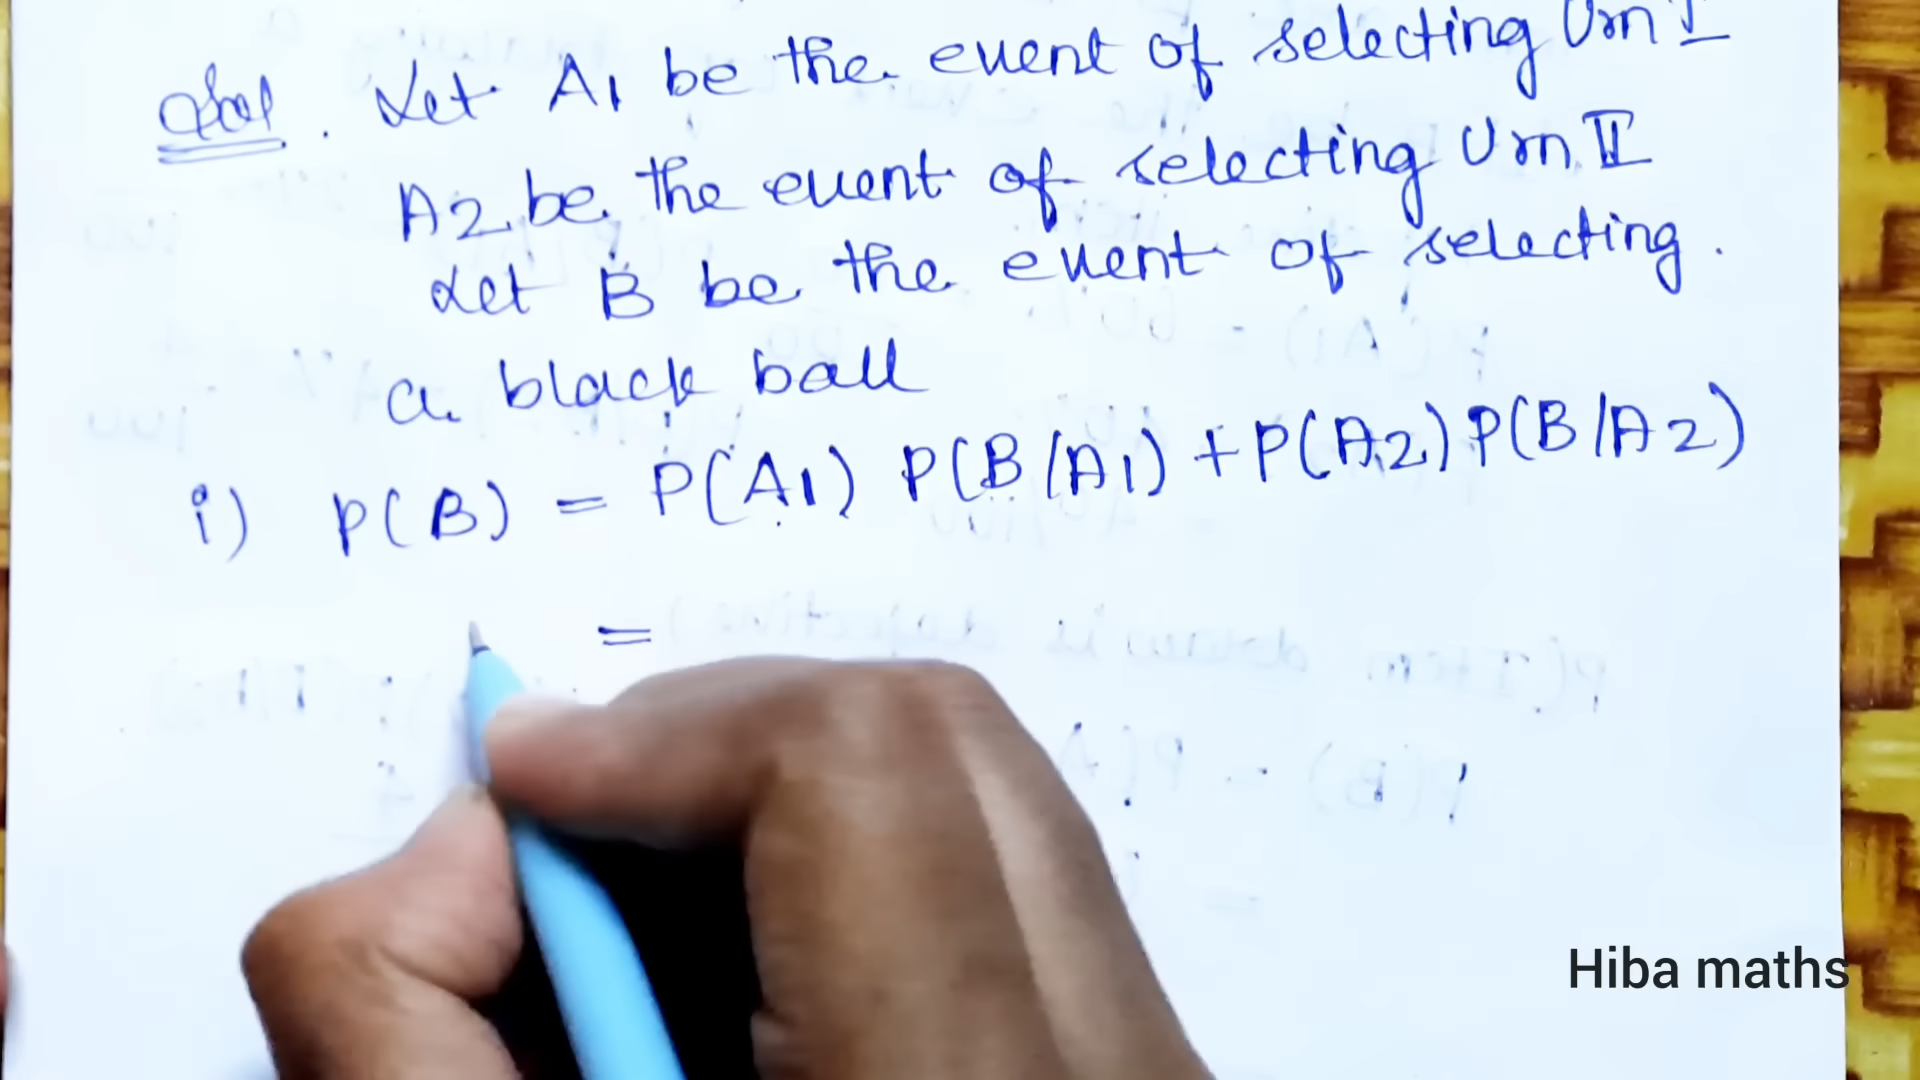 Sol. Let A1 be the event of selecting Urn I
A2 be the event of selecting Urn II
Let B be the event of selecting.
a black ball
i) P(B) = P(A1) P(B/A1) + P(A2) P(B/A2)
=
Hiba maths